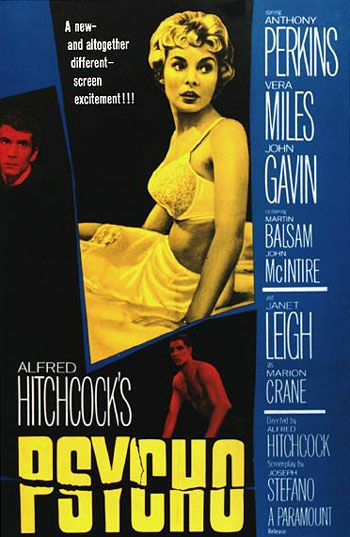 A new-
and altogether
different-
screen
excitement!!!
starring
ANTHONY
PERKINS
VERA
MILES
JOHN
GAVIN
co-starring
MARTIN
BALSAM
JOHN
McINTIRE
and
JANET
LEIGH
as
MARION
CRANE
Directed by
ALFRED
HITCHCOCK
Screenplay by
JOSEPH
STEFANO
A PARAMOUNT
Release
ALFRED
HITCHCOCK'S
PSYCHO